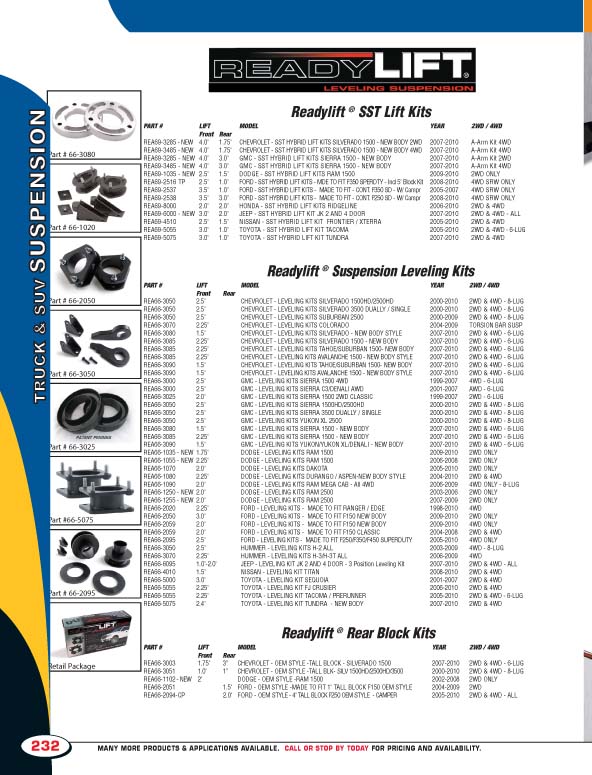 READYLIFT®
LEVELING SUSPENSION
TRUCK & SUV SUSPENSION
Part # 66-3080
Part # 66-1020
Part # 66-2050
Part # 66-3050
PATENT PENDING
Part # 66-3025
Part #66-5075
Part # 66-2095
LIFT
Retail Package
Readylift ® SST Lift Kits
PART # LIFT MODEL YEAR 2WD / 4WD
Front Rear
REA69-3285 - NEW 4.0" 1.75" CHEVROLET - SST HYBRID LIFT KITS SILVERADO 1500 - NEW BODY 2WD 2007-2010 A-Arm Kit 4WD
REA69-3485 - NEW 4.0" 1.75" CHEVROLET - SST HYBRID LIFT KITS SILVERADO 1500 - NEW BODY 4WD 2007-2010 A-Arm Kit 4WD
REA69-3285 - NEW 4.0" 3.0" GMC - SST HYBRID LIFT KITS SIERRA 1500 - NEW BODY 2007-2010 A-Arm Kit 2WD
REA69-3485 - NEW 4.0" 3.0" GMC - SST HYBRID LIFT KITS SIERRA 1500 - NEW BODY 2007-2010 A-Arm Kit 4WD
REA69-1035 - NEW 2.5" 1.5" DODGE - SST HYBRID LIFT KITS RAM 1500 2009-2010 2WD ONLY
REA69-2516 TP 2.5" 1.0" FORD - SST HYBRID LIFT KITS - MDE TO FIT F350 SPERCITY - Incl 5' Block Kit 2008-2010 4WD SRW ONLY
REA69-2537 3.5" 1.0" FORD - SST HYBRID LIFT KITS - MADE TO FIT - CONT. F350 SD - W/ Campr 2005-2007 4WD SRW ONLY
REA69-2538 3.5" 3.0" FORD - SST HYBRID LIFT KITS - MADE TO FIT - CONT. F250 SD - W/ Campr 2008-2010 4WD SRW ONLY
REA69-8000 2.0" 2.0" HONDA - SST HYBRID LIFT KITS RIDGELINE 2006-2010 2WD & 4WD
REA69-6000 - NEW 3.0" 2.0" JEEP - SST HYBRID LIFT KIT JK 2 AND 4 DOOR 2007-2010 2WD & 4WD - ALL
REA69-4510 2.5" 1.5" NISSAN - SST HYBRID LIFT KIT FRONTIER / XTERRA 2005-2010 2WD & 4WD
REA69-5055 3.0" 1.0" TOYOTA - SST HYBRID LIFT KIT TACOMA 2005-2010 2WD & 4WD - 6-LUG
REA69-5075 3.0" 1.0" TOYOTA - SST HYBRID LIFT KIT TUNDRA 2007-2010 2WD & 4WD
Readylift ® Suspension Leveling Kits
PART # LIFT MODEL YEAR 2WD / 4WD
Front Rear
REA66-3050 2.5" CHEVROLET - LEVELING KITS SILVERADO 1500HD/2500HD 2000-2010 2WD & 4WD - 8-LUG
REA66-3050 2.5" CHEVROLET - LEVELING KITS SILVERADO 3500 DUALLY / SINGLE 2000-2010 2WD & 4WD - 8-LUG
REA66-3050 2.5" CHEVROLET - LEVELING KITS SUBURBAN 2500 2000-2009 2WD & 4WD - 8-LUG
REA66-3070 2.25" CHEVROLET - LEVELING KITS COLORADO 2004-2009 TORSION BAR SUSP
REA66-3080 1.5" CHEVROLET - LEVELING KITS SILVERADO - NEW BODY STYLE 2007-2010 2WD & 4WD - 6-LUG
REA66-3085 2.25" CHEVROLET - LEVELING KITS SILVERADO 1500 - NEW BODY 2007-2010 2WD & 4WD - 6-LUG
REA66-3085 2.25" CHEVROLET - LEVELING KITS TAHOE/SUBURBAN 1500- NEW BODY 2007-2010 2WD & 4WD - 6-LUG
REA66-3085 2.25" CHEVROLET - LEVELING KITS AVALANCHE 1500 - NEW BODY STYLE 2007-2010 2WD & 4WD - 6-LUG
REA66-3090 1.5" CHEVROLET - LEVELING KITS TAHOE/SUBURBAN 1500- NEW BODY 2007-2010 2WD & 4WD - 6-LUG
REA66-3090 1.5" CHEVROLET - LEVELING KITS AVALANCHE 1500 - NEW BODY STYLE 2007-2010 2WD & 4WD - 6-LUG
REA66-3000 2.5" GMC - LEVELING KITS SIERRA 1500 4WD 1999-2007 4WD - 6-LUG
REA66-3000 2.5" GMC - LEVELING KITS SIERRA C3/DENALI AWD 2001-2007 AWD - 6-LUG
REA66-3025 2.0" GMC - LEVELING KITS SIERRA 1500 2WD CLASSIC 1999-2007 2WD - 6-LUG
REA66-3050 2.5" GMC - LEVELING KITS SIERRA 1500HD/2500HD 2000-2010 2WD & 4WD - 8-LUG
REA66-3050 2.5" GMC - LEVELING KITS SIERRA 3500 DUALLY / SINGLE 2000-2010 2WD & 4WD - 8-LUG
REA66-3050 2.5" GMC - LEVELING KITS YUKON XL 2500 2000-2010 2WD & 4WD - 8-LUG
REA66-3080 1.5" GMC - LEVELING KITS SIERRA 1500 - NEW BODY 2007-2010 2WD & 4WD - 6-LUG
REA66-3085 2.25" GMC - LEVELING KITS SIERRA 1500 - NEW BODY 2007-2010 2WD & 4WD - 6-LUG
REA66-3090 1.5" GMC - LEVELING KITS YUKON/YUKON XL/DENALI - NEW BODY 2007-2010 2WD & 4WD - 6-LUG
REA66-1035 - NEW 1.75" DODGE - LEVELING KITS RAM 1500 2009-2010 2WD ONLY
REA66-1055 - NEW 2.25" DODGE - LEVELING KITS RAM 1500 2006-2008 2WD ONLY
REA66-1070 2.0" DODGE - LEVELING KITS DAKOTA 2005-2010 2WD ONLY
REA66-1080 2.25" DODGE - LEVELING KITS DURANGO / ASPEN-NEW BODY STYLE 2004-2010 2WD & 4WD
REA66-1090 2.0" DODGE - LEVELING KITS RAM MEGA CAB - All 4WD 2006-2009 4WD ONLY - 8-LUG
REA66-1250 - NEW 2.0" DODGE - LEVELING KITS RAM 2500 2003-2006 2WD ONLY
REA66-1255 - NEW 2.0" DODGE - LEVELING KITS RAM 2500 2007-2009 2WD ONLY
REA66-2020 2.25" FORD - LEVELING KITS - MADE TO FIT RANGER / EDGE 1998-2010 4WD
REA66-2050 3.0" FORD - LEVELING KITS - MADE TO FIT F150 NEW BODY 2009-2010 2WD ONLY
REA66-2059 2.0" FORD - LEVELING KITS - MADE TO FIT F150 NEW BODY 2009-2010 4WD ONLY
REA66-2059 2.0" FORD - LEVELING KITS - MADE TO FIT F150 CLASSIC 2004-2008 2WD & 4WD
REA66-2095 2.5" FORD - LEVELING KITS - MADE TO FIT F250/F350/F450 SUPERDUTY 2005-2010 4WD ONLY
REA66-3050 2.5" HUMMER - LEVELING KITS H-2 ALL 2003-2009 4WD - 8-LUG
REA66-3070 2.25" HUMMER - LEVELING KITS H-3/H-3T ALL 2006-2009 4WD
REA66-6095 1.0"-2.0" JEEP - LEVELING KIT JK 2 AND 4 DOOR - 3 Position Leveling Kit 2007-2010 2WD & 4WD - ALL
REA66-4010 1.5" NISSAN - LEVELING KIT TITAN 2008-2010 2WD & 4WD
REA66-5000 3.0" TOYOTA - LEVELING KIT SEQUOIA 2001-2007 2WD & 4WD
REA66-5055 2.25" TOYOTA - LEVELING KIT FJ CRUISER 2006-2010 2WD & 4WD
REA66-5055 2.25" TOYOTA - LEVELING KIT TACOMA / PRERUNNER 2005-2010 2WD & 4WD - 6-LUG
REA66-5075 2.4" TOYOTA - LEVELING KIT TUNDRA - NEW BODY 2007-2010 2WD & 4WD
Readylift ® Rear Block Kits
PART # LIFT MODEL YEAR 2WD / 4WD
Front Rear
REA66-3003 1.75" 3" CHEVROLET - OEM STYLE -TALL BLOCK - SILVERADO 1500 2007-2010 2WD & 4WD - 6-LUG
REA66-3051 1.0" 1" CHEVROLET - OEM STYLE -TALL BLK- SILV 1500HD/2500HD/3500 2000-2010 2WD & 4WD - 8-LUG
REA66-1102 - NEW 2" DODGE - OEM STYLE -RAM 1500 2002-2008 2WD ONLY
REA66-2051 1.5" FORD - OEM STYLE -MADE TO FIT 1" TALL BLOCK F150 OEM STYLE 2004-2009 2WD
REA66-2094-CP 2.0" FORD - OEM STYLE - 4" TALL BLOCK F250 OEM STYLE - CAMPER 2005-2010 2WD & 4WD - ALL
232
MANY MORE PRODUCTS & APPLICATIONS AVAILABLE. CALL OR STOP BY TODAY FOR PRICING AND AVAILABILITY.